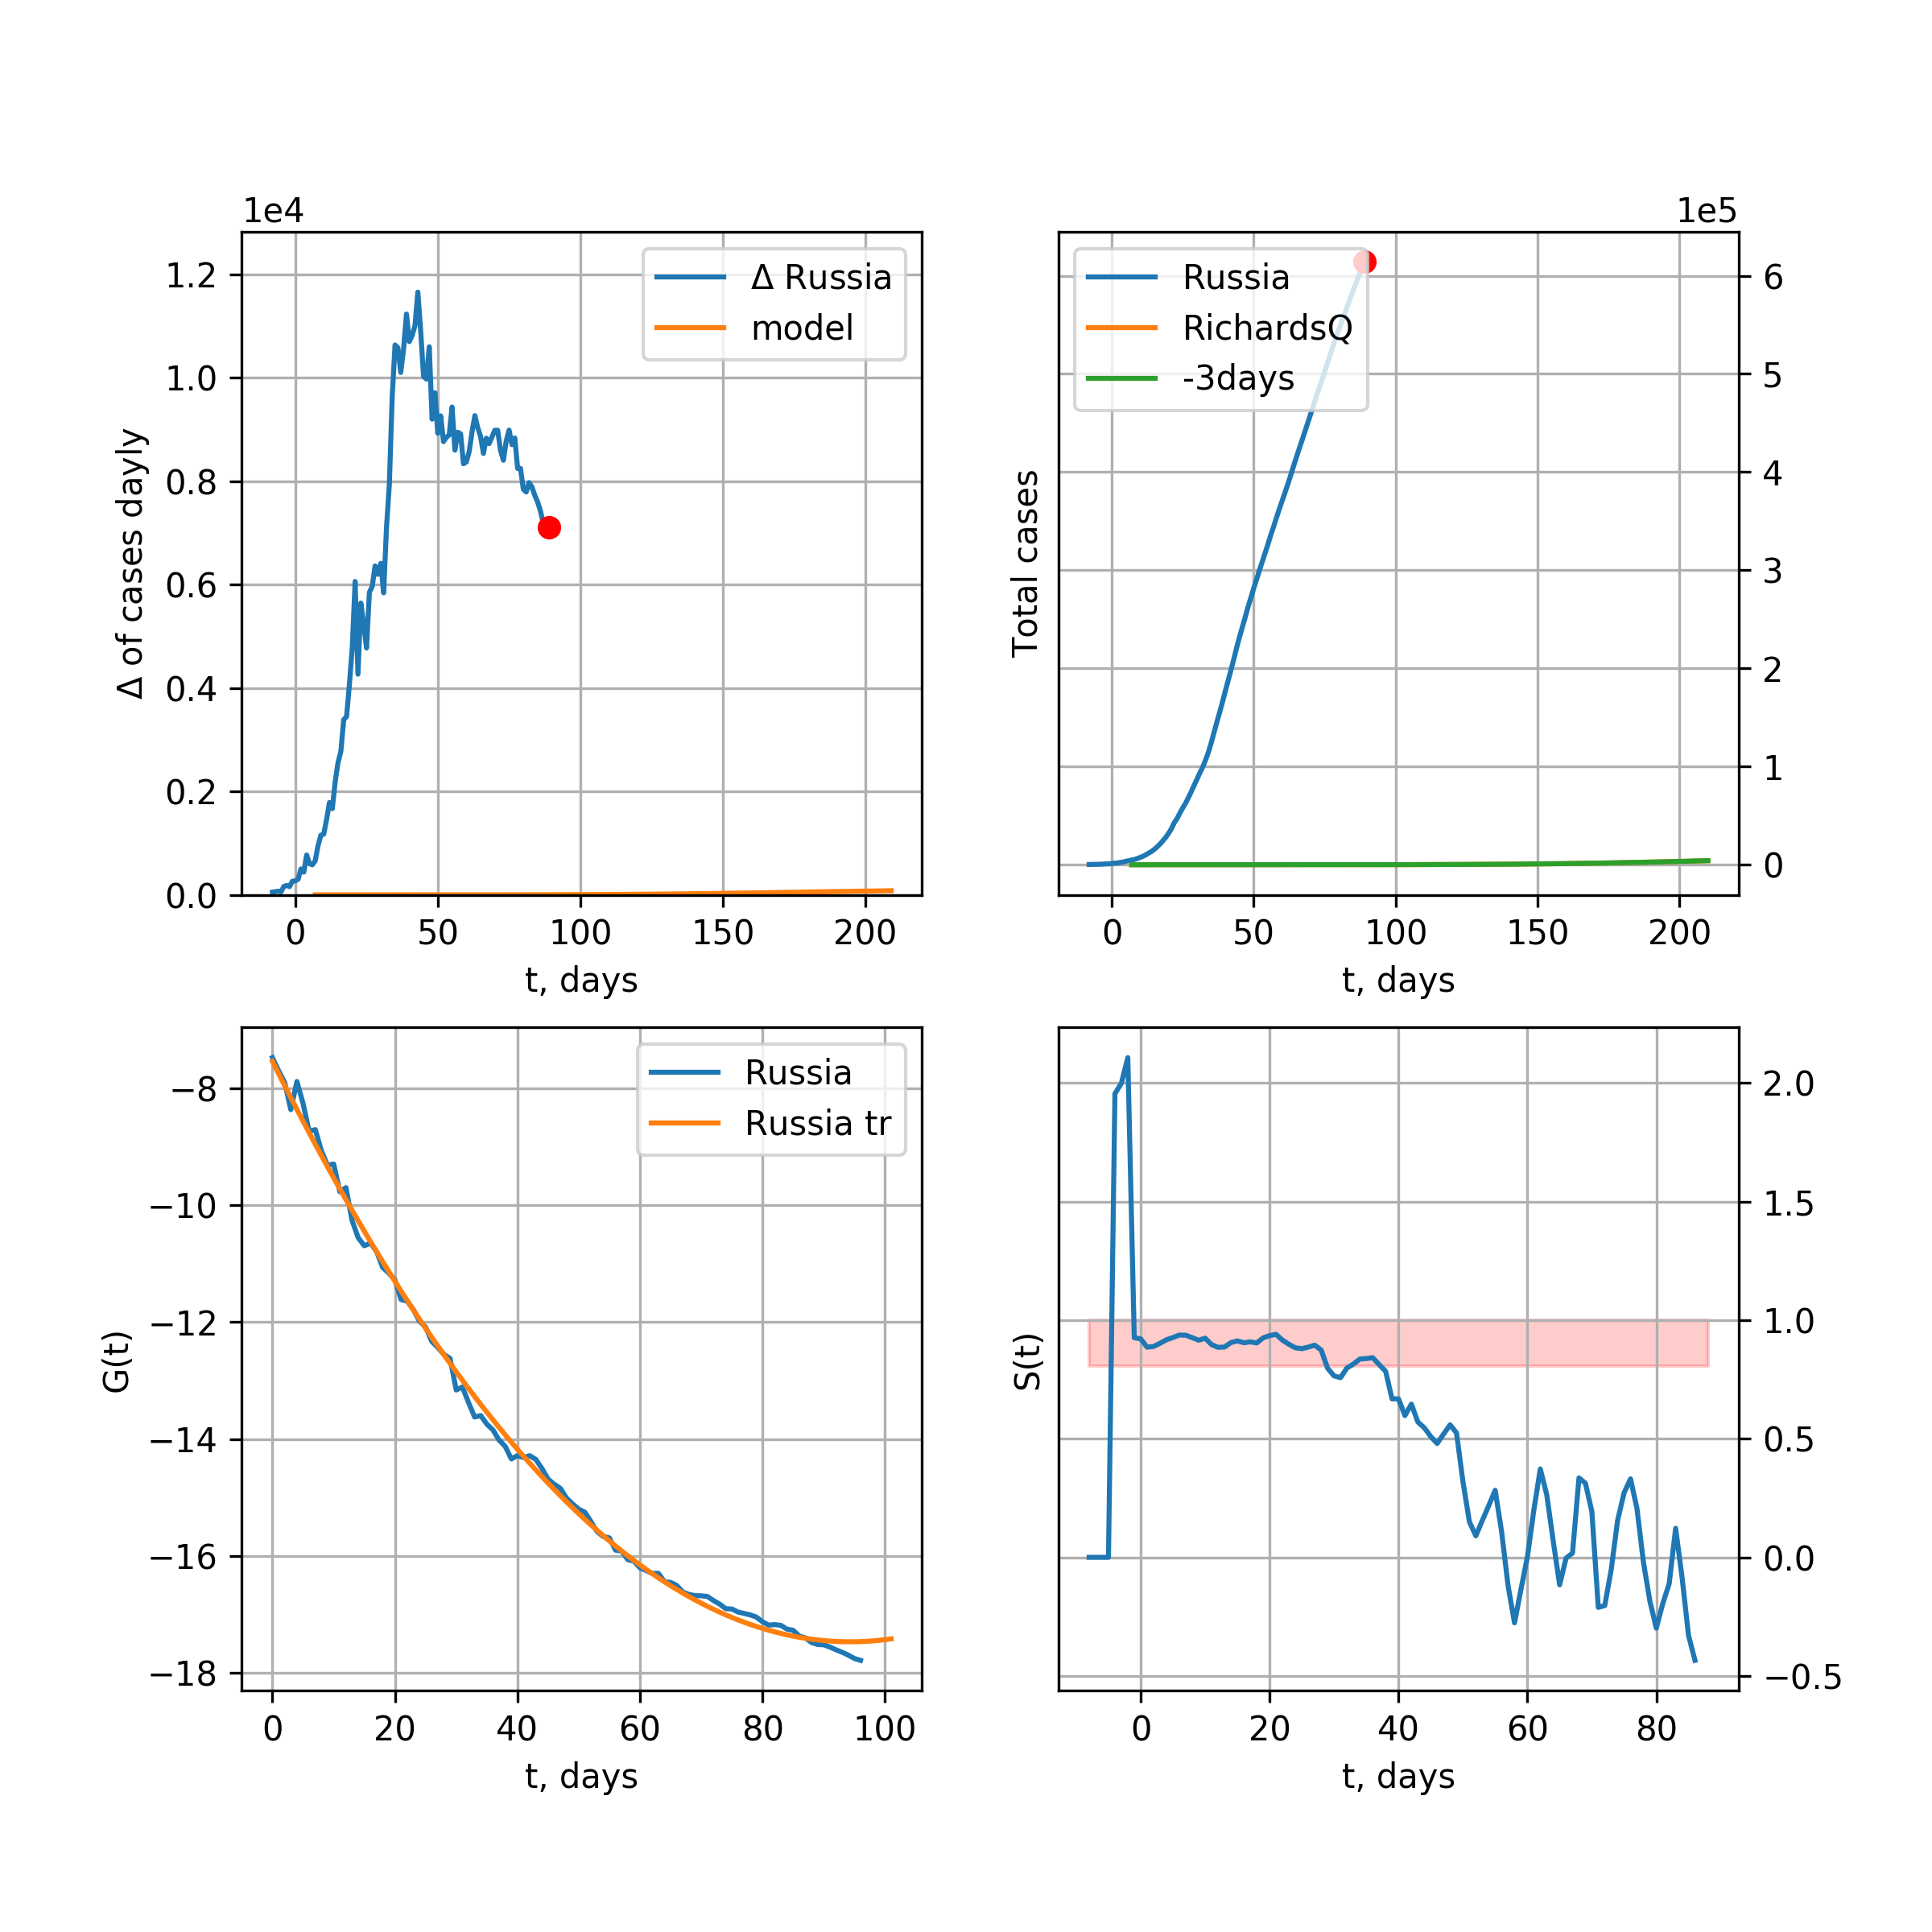 1e4
Δ of cases dayly
1.2
1.0
0.8
0.6
0.4
0.2
0.0
0 50 100 150 200
t, days
Δ Russia
model
1e5
Total cases
6
5
4
3
2
1
0
0 50 100 150 200
t, days
Russia
RichardsQ
-3days
G(t)
−8
−10
−12
−14
−16
−18
0 20 40 60 80 100
t, days
Russia
Russia tr
S(t)
2.0
1.5
1.0
0.5
0.0
−0.5
0 20 40 60 80
t, days